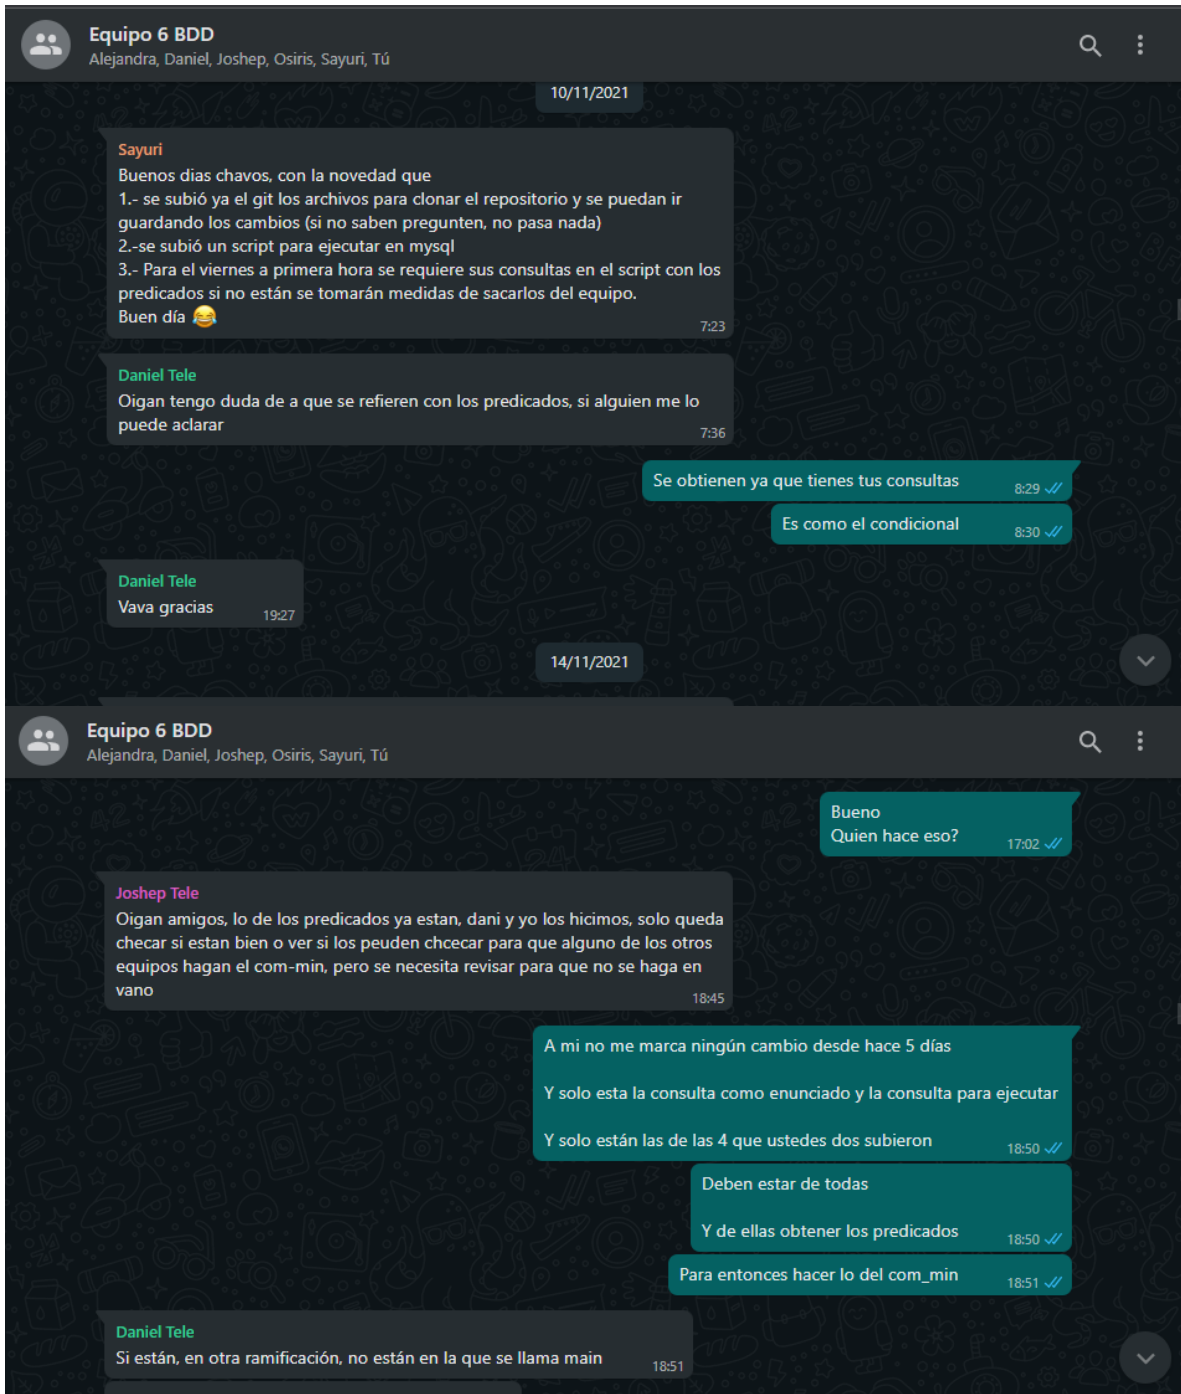 Equipo 6 BDD
Alejandra, Daniel, Joshep, Osiris, Sayuri, Tú
10/11/2021
Sayuri
Buenos dias chavos, con la novedad que
1.- se subió ya el git los archivos para clonar el repositorio y se puedan ir
guardando los cambios (si no saben pregunten, no pasa nada)
2.-se subió un script para ejecutar en mysql
3.- Para el viernes a primera hora se requiere sus consultas en el script con los
predicados si no están se tomarán medidas de sacarlos del equipo.
Buen día 😂
7:23
Daniel Tele
Oigan tengo duda de a que se refieren con los predicados, si alguien me lo
puede aclarar
7:36
Se obtienen ya que tienes tus consultas
8:29
Es como el condicional
8:30
Daniel Tele
Vava gracias
19:27
14/11/2021
Equipo 6 BDD
Alejandra, Daniel, Joshep, Osiris, Sayuri, Tú
Bueno
Quien hace eso?
17:02
Joshep Tele
Oigan amigos, lo de los predicados ya estan, dani y yo los hicimos, solo queda
checar si estan bien o ver si los peuden chcecar para que alguno de los otros
equipos hagan el com-min, pero se necesita revisar para que no se haga en
vano
18:45
A mi no me marca ningún cambio desde hace 5 días
Y solo esta la consulta como enunciado y la consulta para ejecutar
Y solo están las de las 4 que ustedes dos subieron
18:50
Deben estar de todas
Y de ellas obtener los predicados
18:50
Para entonces hacer lo del com_min
18:51
Daniel Tele
Si están, en otra ramificación, no están en la que se llama main
18:51